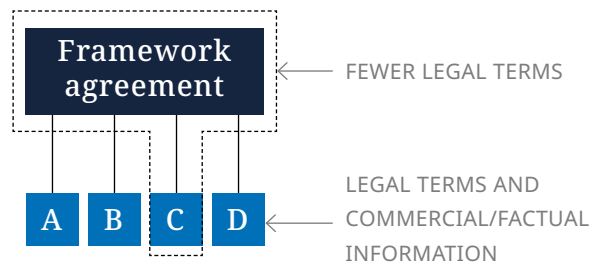 Framework
agreement
FEWER LEGAL TERMS
A B C D
LEGAL TERMS AND
COMMERCIAL/FACTUAL
INFORMATION